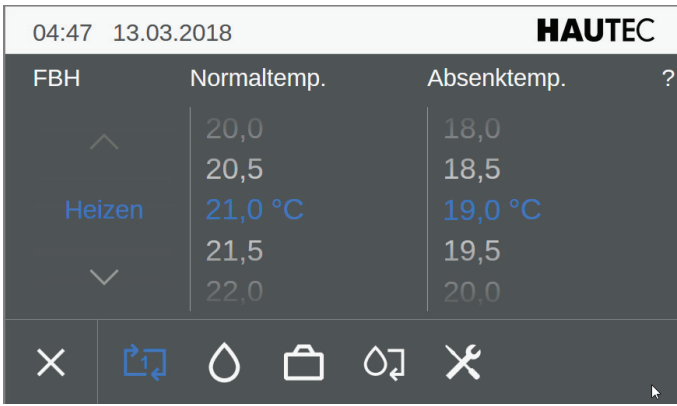 04:47 13.03.2018 HAUTEC
FBH Normaltemp. Absenktemp. ?
20,0 18,0
20,5 18,5
Heizen 21,0 °C 19,0 °C
21,5 19,5
22,0 20,0
1